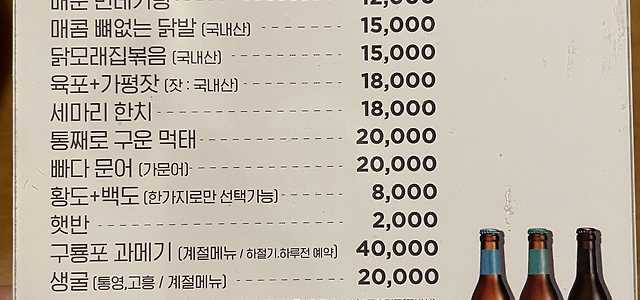 매운 번데기탕 12,000
매콤 뼈없는 닭발 (국내산) 15,000
닭모래집볶음 (국내산) 15,000
육포+가평잣 (잣 : 국내산) 18,000
세마리 한치 18,000
통째로 구운 먹태 20,000
빠다 문어 (가문어) 20,000
황도+백도 (한가지로만 선택가능) 8,000
햇반 2,000
구룡포 과메기 (계절메뉴 / 하절기.하루전 예약) 40,000
생굴 (통영,고흥 / 계절메뉴) 20,000